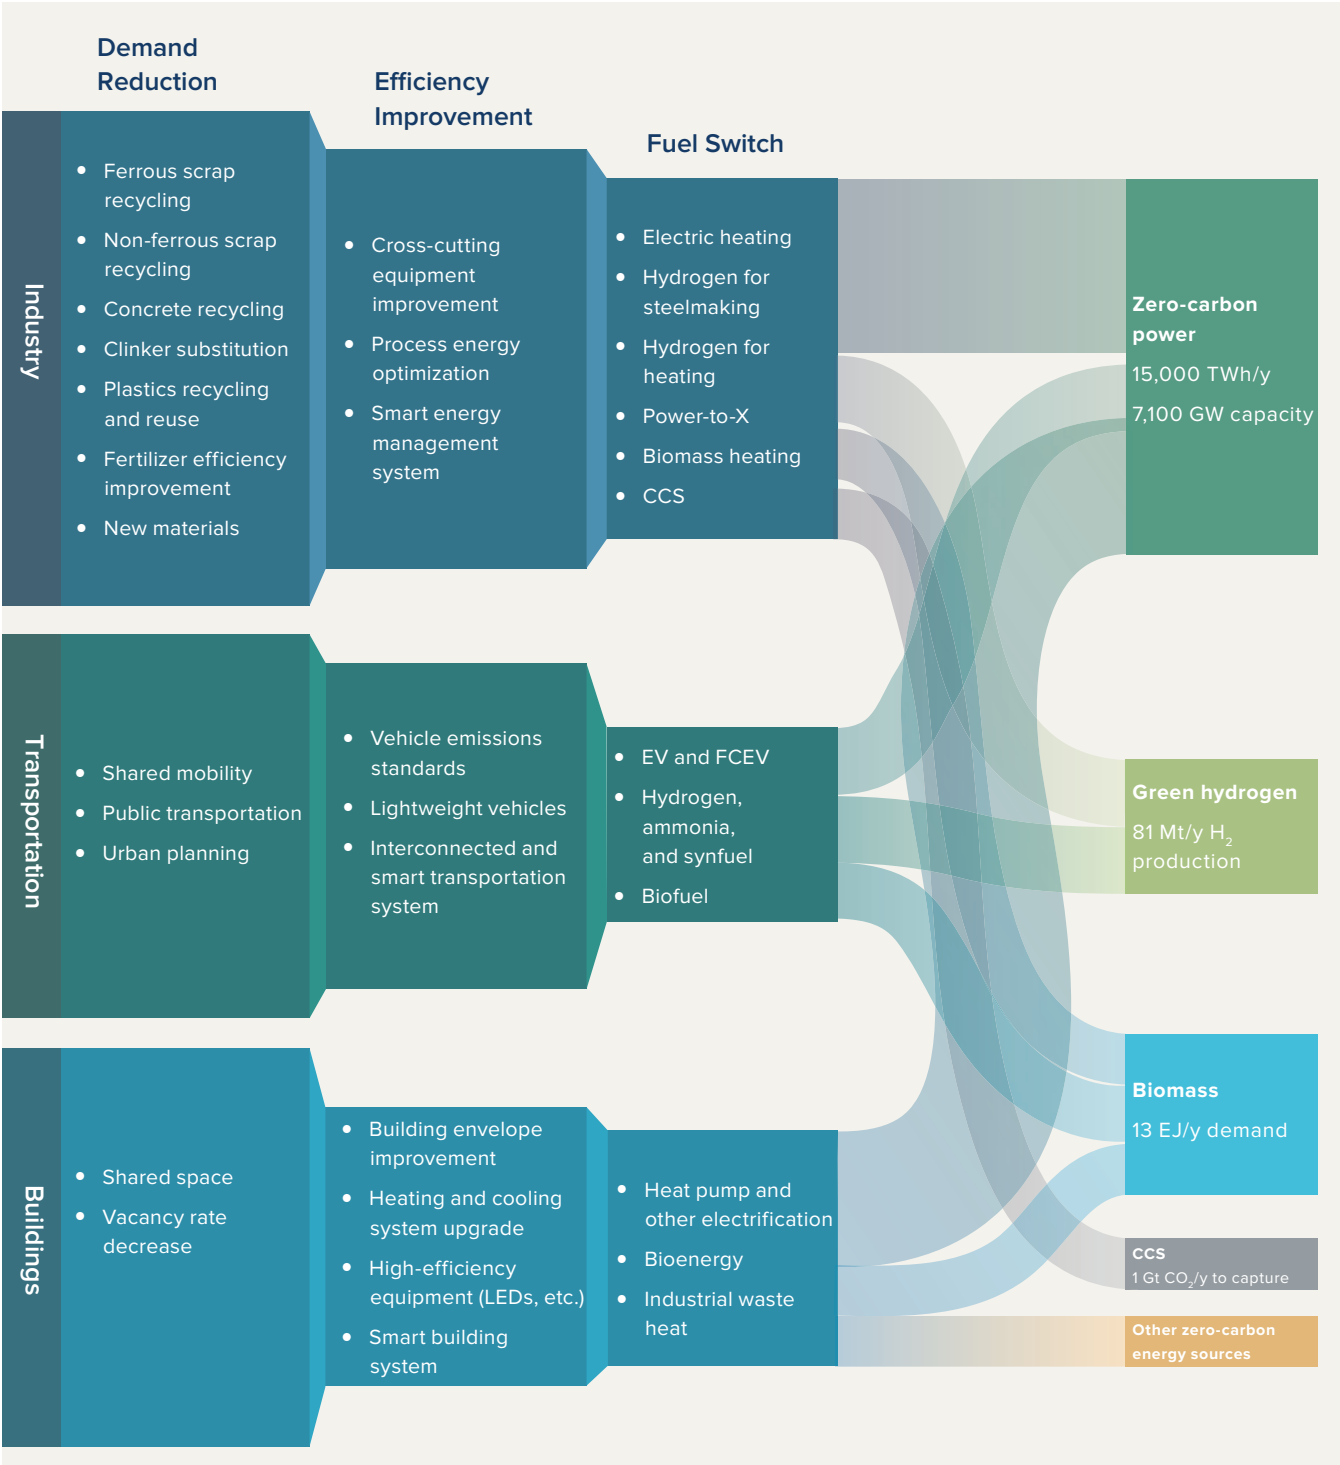 Demand
Reduction
Efficiency
Improvement
Fuel Switch
Industry
Ferrous scrap
recycling
Non-ferrous scrap
recycling
Concrete recycling
Clinker substitution
Plastics recycling
and reuse
Fertilizer efficiency
improvement
New materials
Cross-cutting
equipment
improvement
Process energy
optimization
Smart energy
management
system
Electric heating
Hydrogen for
steelmaking
Hydrogen for
heating
Power-to-X
Biomass heating
CCS
Transportation
Shared mobility
Public transportation
Urban planning
Vehicle emissions
standards
Lightweight vehicles
Interconnected and
smart transportation
system
EV and FCEV
Hydrogen,
ammonia,
and synfuel
Biofuel
Buildings
Shared space
Vacancy rate
decrease
Building envelope
improvement
Heating and cooling
system upgrade
High-efficiency
equipment (LEDs, etc.)
Smart building
system
Heat pump and
other electrification
Bioenergy
Industrial waste
heat
Zero-carbon
power
15,000 TWh/y
7,100 GW capacity
Green hydrogen
81 Mt/y H₂
production
Biomass
13 EJ/y demand
CCS
1 Gt CO₂/y to capture
Other zero-carbon
energy sources